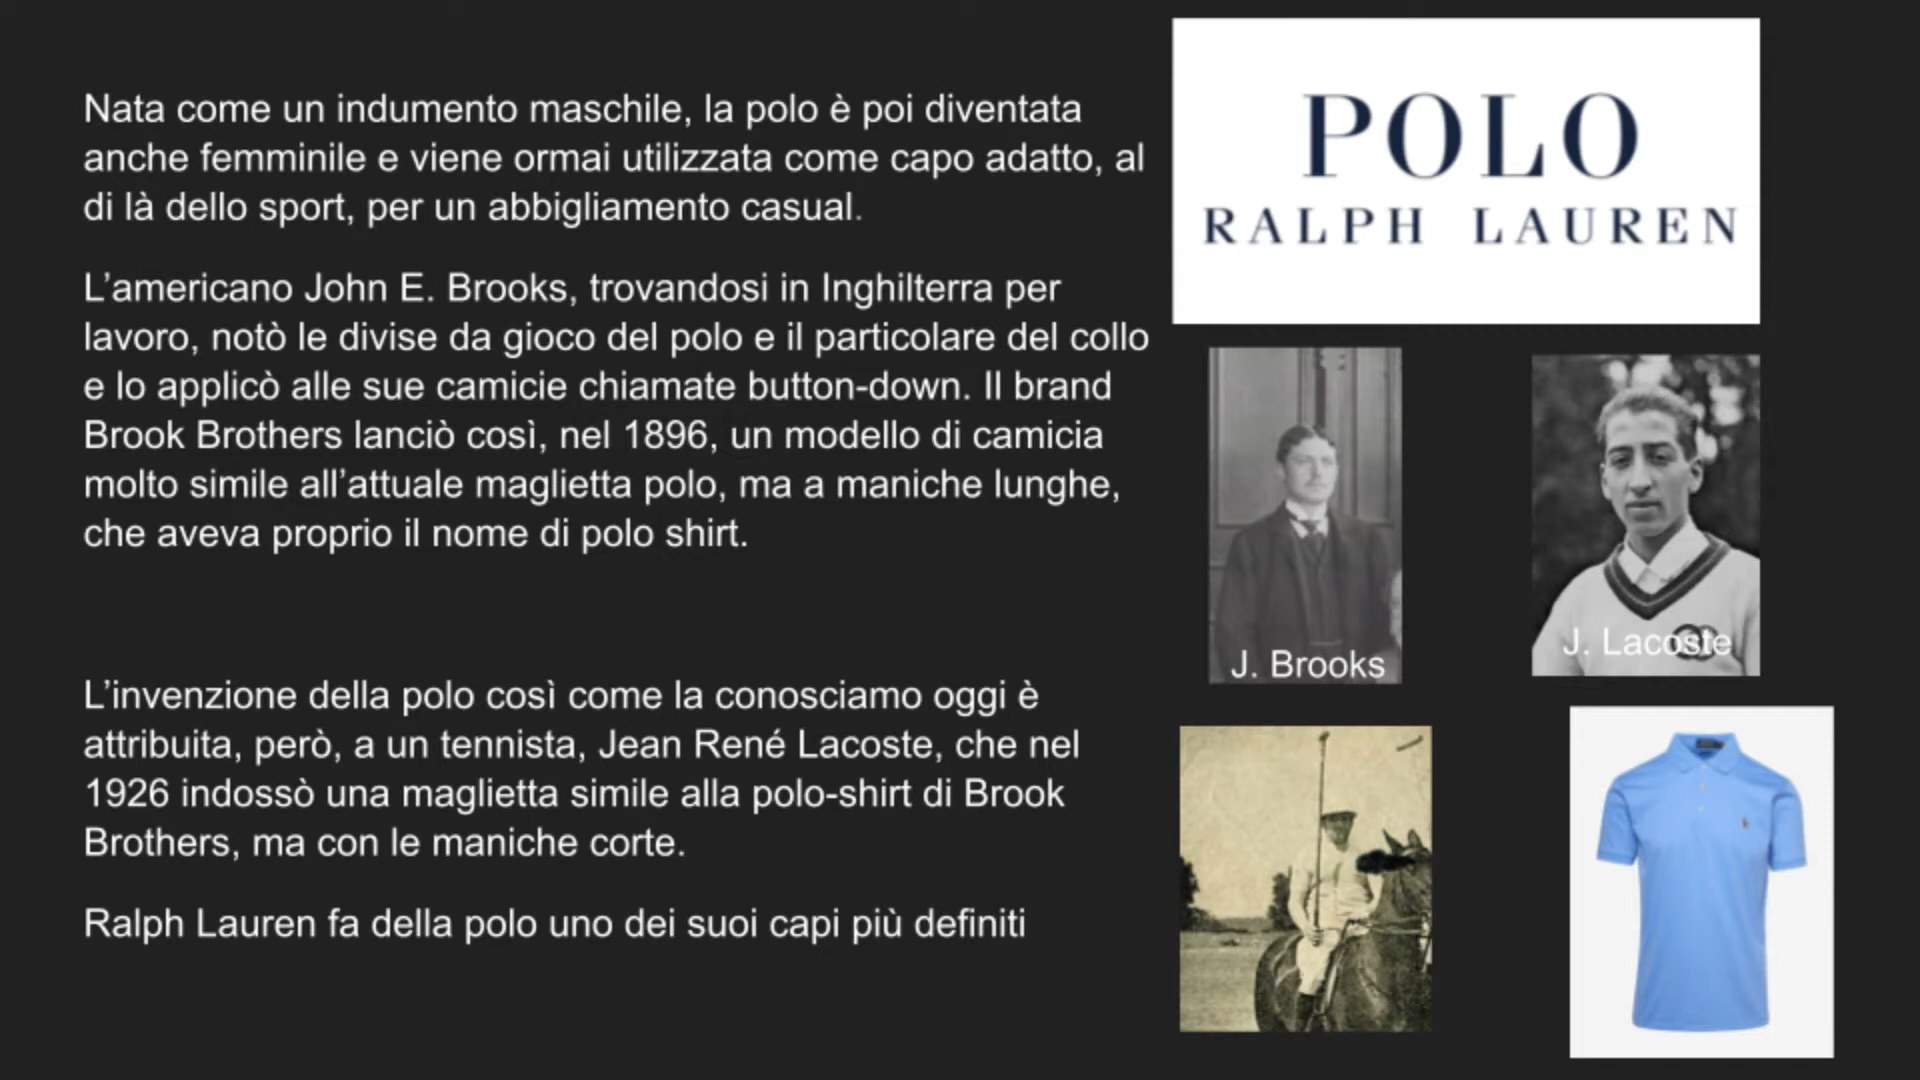 Nata come un indumento maschile, la polo è poi diventata
anche femminile e viene ormai utilizzata come capo adatto, al
di là dello sport, per un abbigliamento casual.
L’americano John E. Brooks, trovandosi in Inghilterra per
lavoro, notò le divise da gioco del polo e il particolare del collo
e lo applicò alle sue camicie chiamate button-down. Il brand
Brook Brothers lanciò così, nel 1896, un modello di camicia
molto simile all’attuale maglietta polo, ma a maniche lunghe,
che aveva proprio il nome di polo shirt.
L’invenzione della polo così come la conosciamo oggi è
attribuita, però, a un tennista, Jean René Lacoste, che nel
1926 indossò una maglietta simile alla polo-shirt di Brook
Brothers, ma con le maniche corte.
Ralph Lauren fa della polo uno dei suoi capi più definiti
POLO
RALPH LAUREN
J. Brooks
J. Lacoste